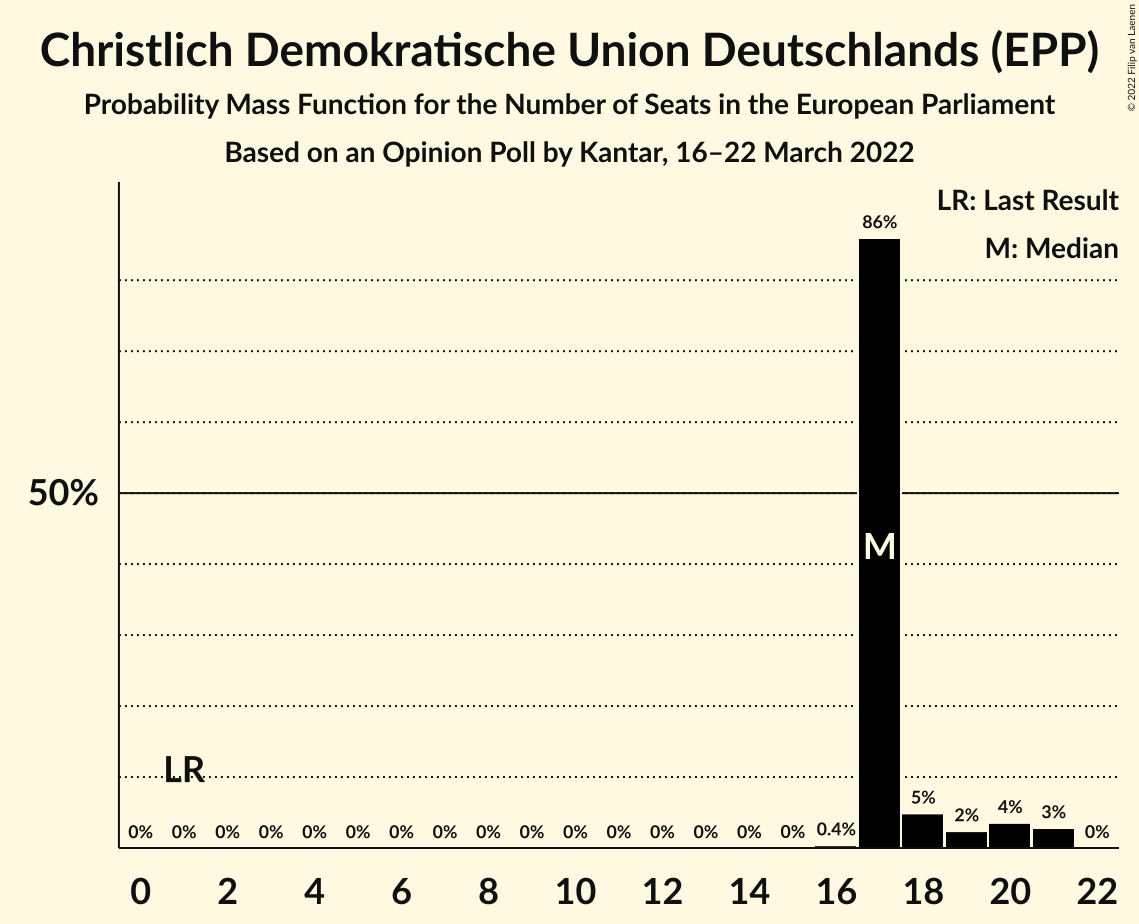 Christlich Demokratische Union Deutschlands (EPP)
Probability Mass Function for the Number of Seats in the European Parliament
Based on an Opinion Poll by Kantar, 16–22 March 2022
© 2022 Filip van Laenen
LR: Last Result
M: Median
86%
50%
M
LR
0% 0% 0% 0% 0% 0% 0% 0% 0% 0% 0% 0% 0% 0% 0% 0% 0.4% 5% 2% 4% 3% 0%
0 2 4 6 8 10 12 14 16 18 20 22